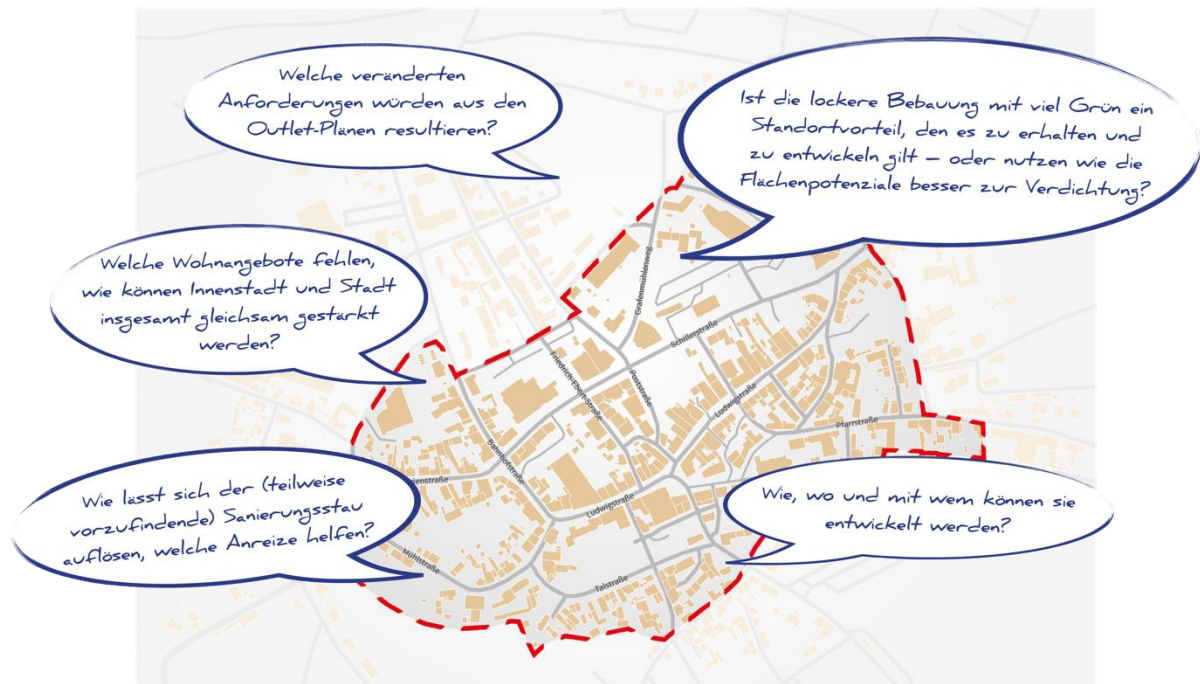 Welche veränderten
Anforderungen würden aus den
Outlet-Plänen resultieren?
Ist die lockere Bebauung mit viel Grün ein
Standortvorteil, den es zu erhalten und
zu entwickeln gilt – oder nutzen wie die
Flächenpotenziale besser zur Verdichtung?
Welche Wohnangebote fehlen,
wie können Innenstadt und Stadt
insgesamt gleichsam gestärkt
werden?
Grafenmühlenweg
Schillerstraße
Friedrich-Ebert-Straße
Poststraße
Ludwigstraße
Pfarrstraße
Bahnhofstraße
Ludwigstraße
Mühlstraße
Talstraße
Wie lässt sich der (teilweise
vorzufindende) Sanierungsstau
auflösen, welche Anreize helfen?
Wie, wo und mit wem können sie
entwickelt werden?